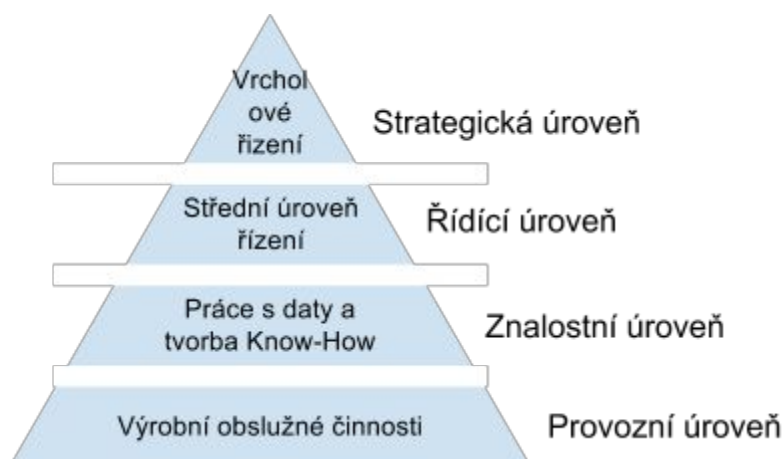 Vrchol
ové
řizení
Strategická úroveň
Střední úroveň
řízení
Řídící úroveň
Práce s daty a
tvorba Know-How
Znalostní úroveň
Výrobní obslužné činnosti
Provozní úroveň